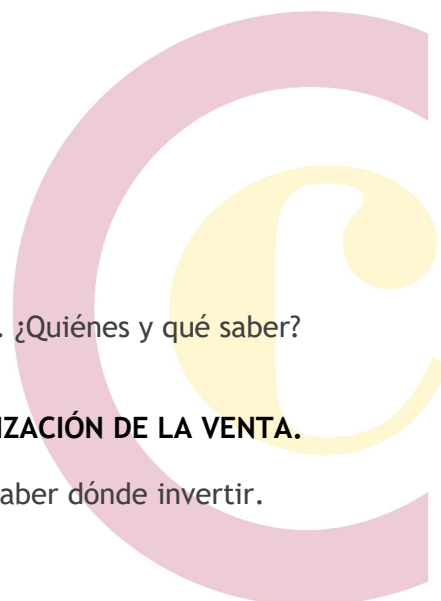 . ¿Quiénes y qué saber?
IZACIÓN DE LA VENTA.
aber dónde invertir.